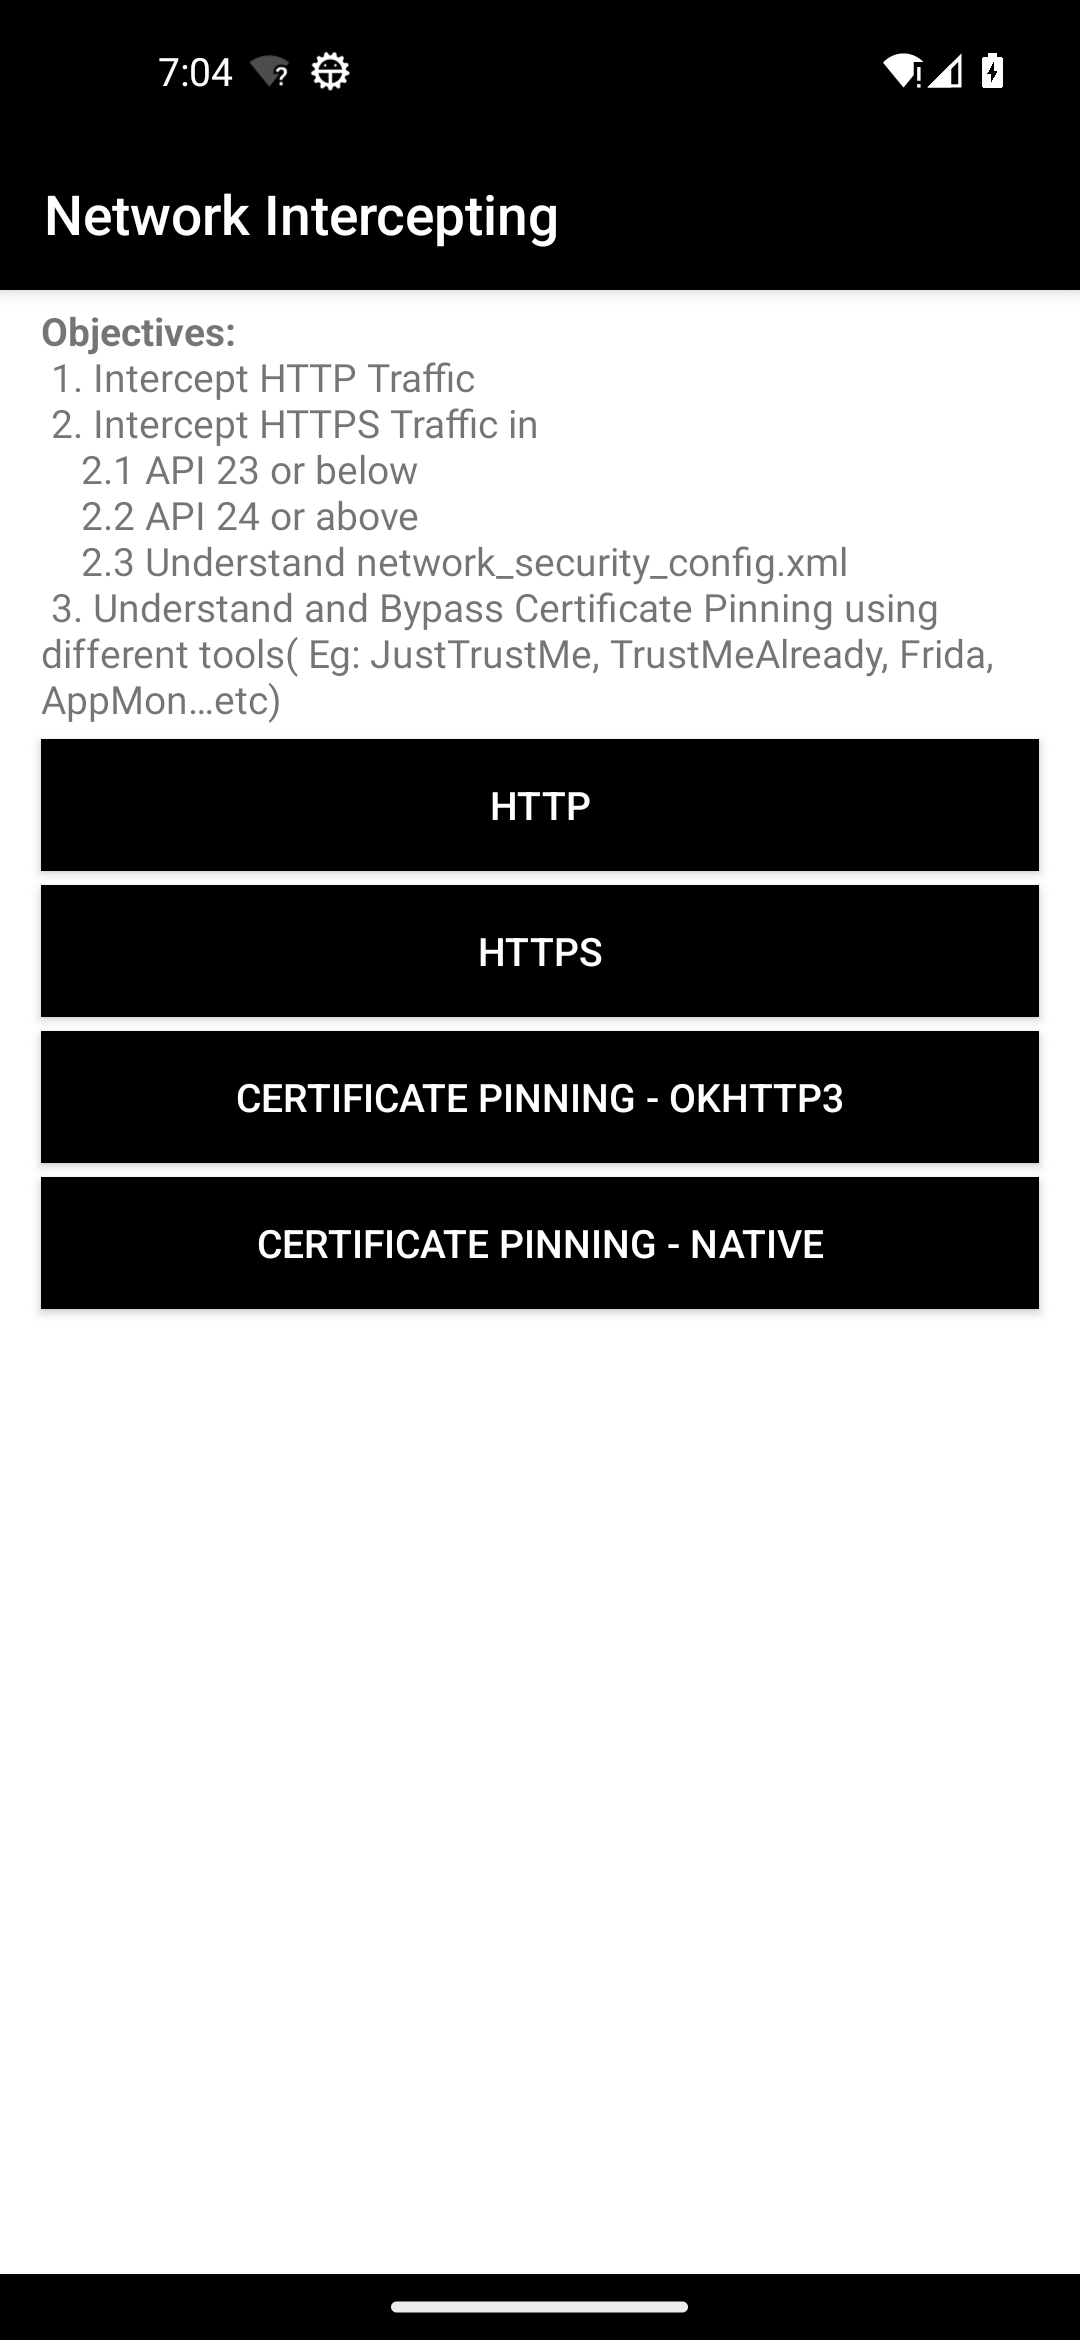 7:04
Network Intercepting
Objectives:
1. Intercept HTTP Traffic
2. Intercept HTTPS Traffic in
2.1 API 23 or below
2.2 API 24 or above
2.3 Understand network_security_config.xml
3. Understand and Bypass Certificate Pinning using
different tools( Eg: JustTrustMe, TrustMeAlready, Frida,
AppMon...etc)
HTTP
HTTPS
CERTIFICATE PINNING - OKHTTP3
CERTIFICATE PINNING - NATIVE